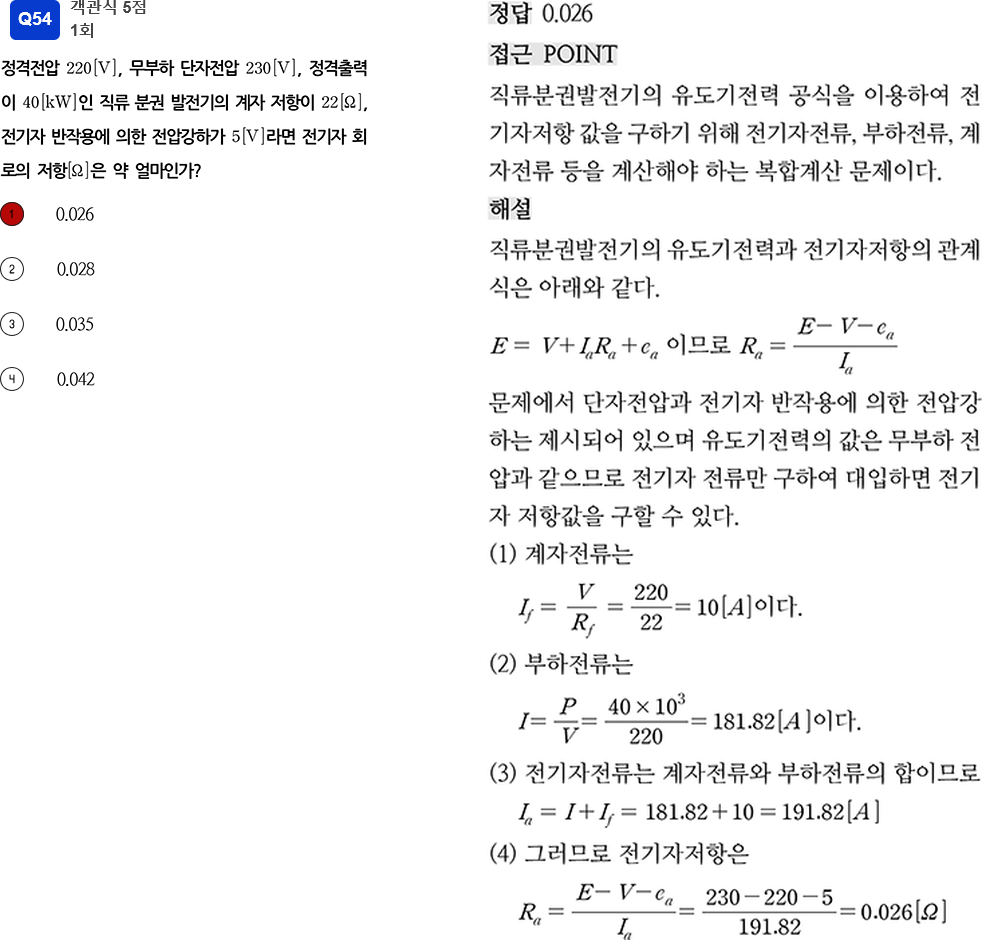 Q54
객관식 5점
1회
정격전압 220[V], 무부하 단자전압 230[V], 정격출력
이 40[kW]인 직류 분권 발전기의 계자 저항이 22[Ω],
전기자 반작용에 의한 전압강하가 5[V]라면 전기자 회
로의 저항[Ω]은 약 얼마인가?
1 0.026
2 0.028
3 0.035
4 0.042
정답 0.026
접근 POINT
직류분권발전기의 유도기전력 공식을 이용하여 전
기자저항 값을 구하기 위해 전기자전류, 부하전류, 계
자전류 등을 계산해야 하는 복합계산 문제이다.
해설
직류분권발전기의 유도기전력과 전기자저항의 관계
식은 아래와 같다.
E = V + I_a R_a + e_a 이므로 R_a = (E - V - e_a) / I_a
문제에서 단자전압과 전기자 반작용에 의한 전압강
하는 제시되어 있으며 유도기전력의 값은 무부하 전
압과 같으므로 전기자 전류만 구하여 대입하면 전기
자 저항값을 구할 수 있다.
(1) 계자전류는
I_f = V / R_f = 220 / 22 = 10[A]이다.
(2) 부하전류는
I = P / V = 40 × 10³ / 220 = 181.82[A]이다.
(3) 전기자전류는 계자전류와 부하전류의 합이므로
I_a = I + I_f = 181.82 + 10 = 191.82[A]
(4) 그러므로 전기자저항은
R_a = (E - V - e_a) / I_a = (230 - 220 - 5) / 191.82 = 0.026[Ω]